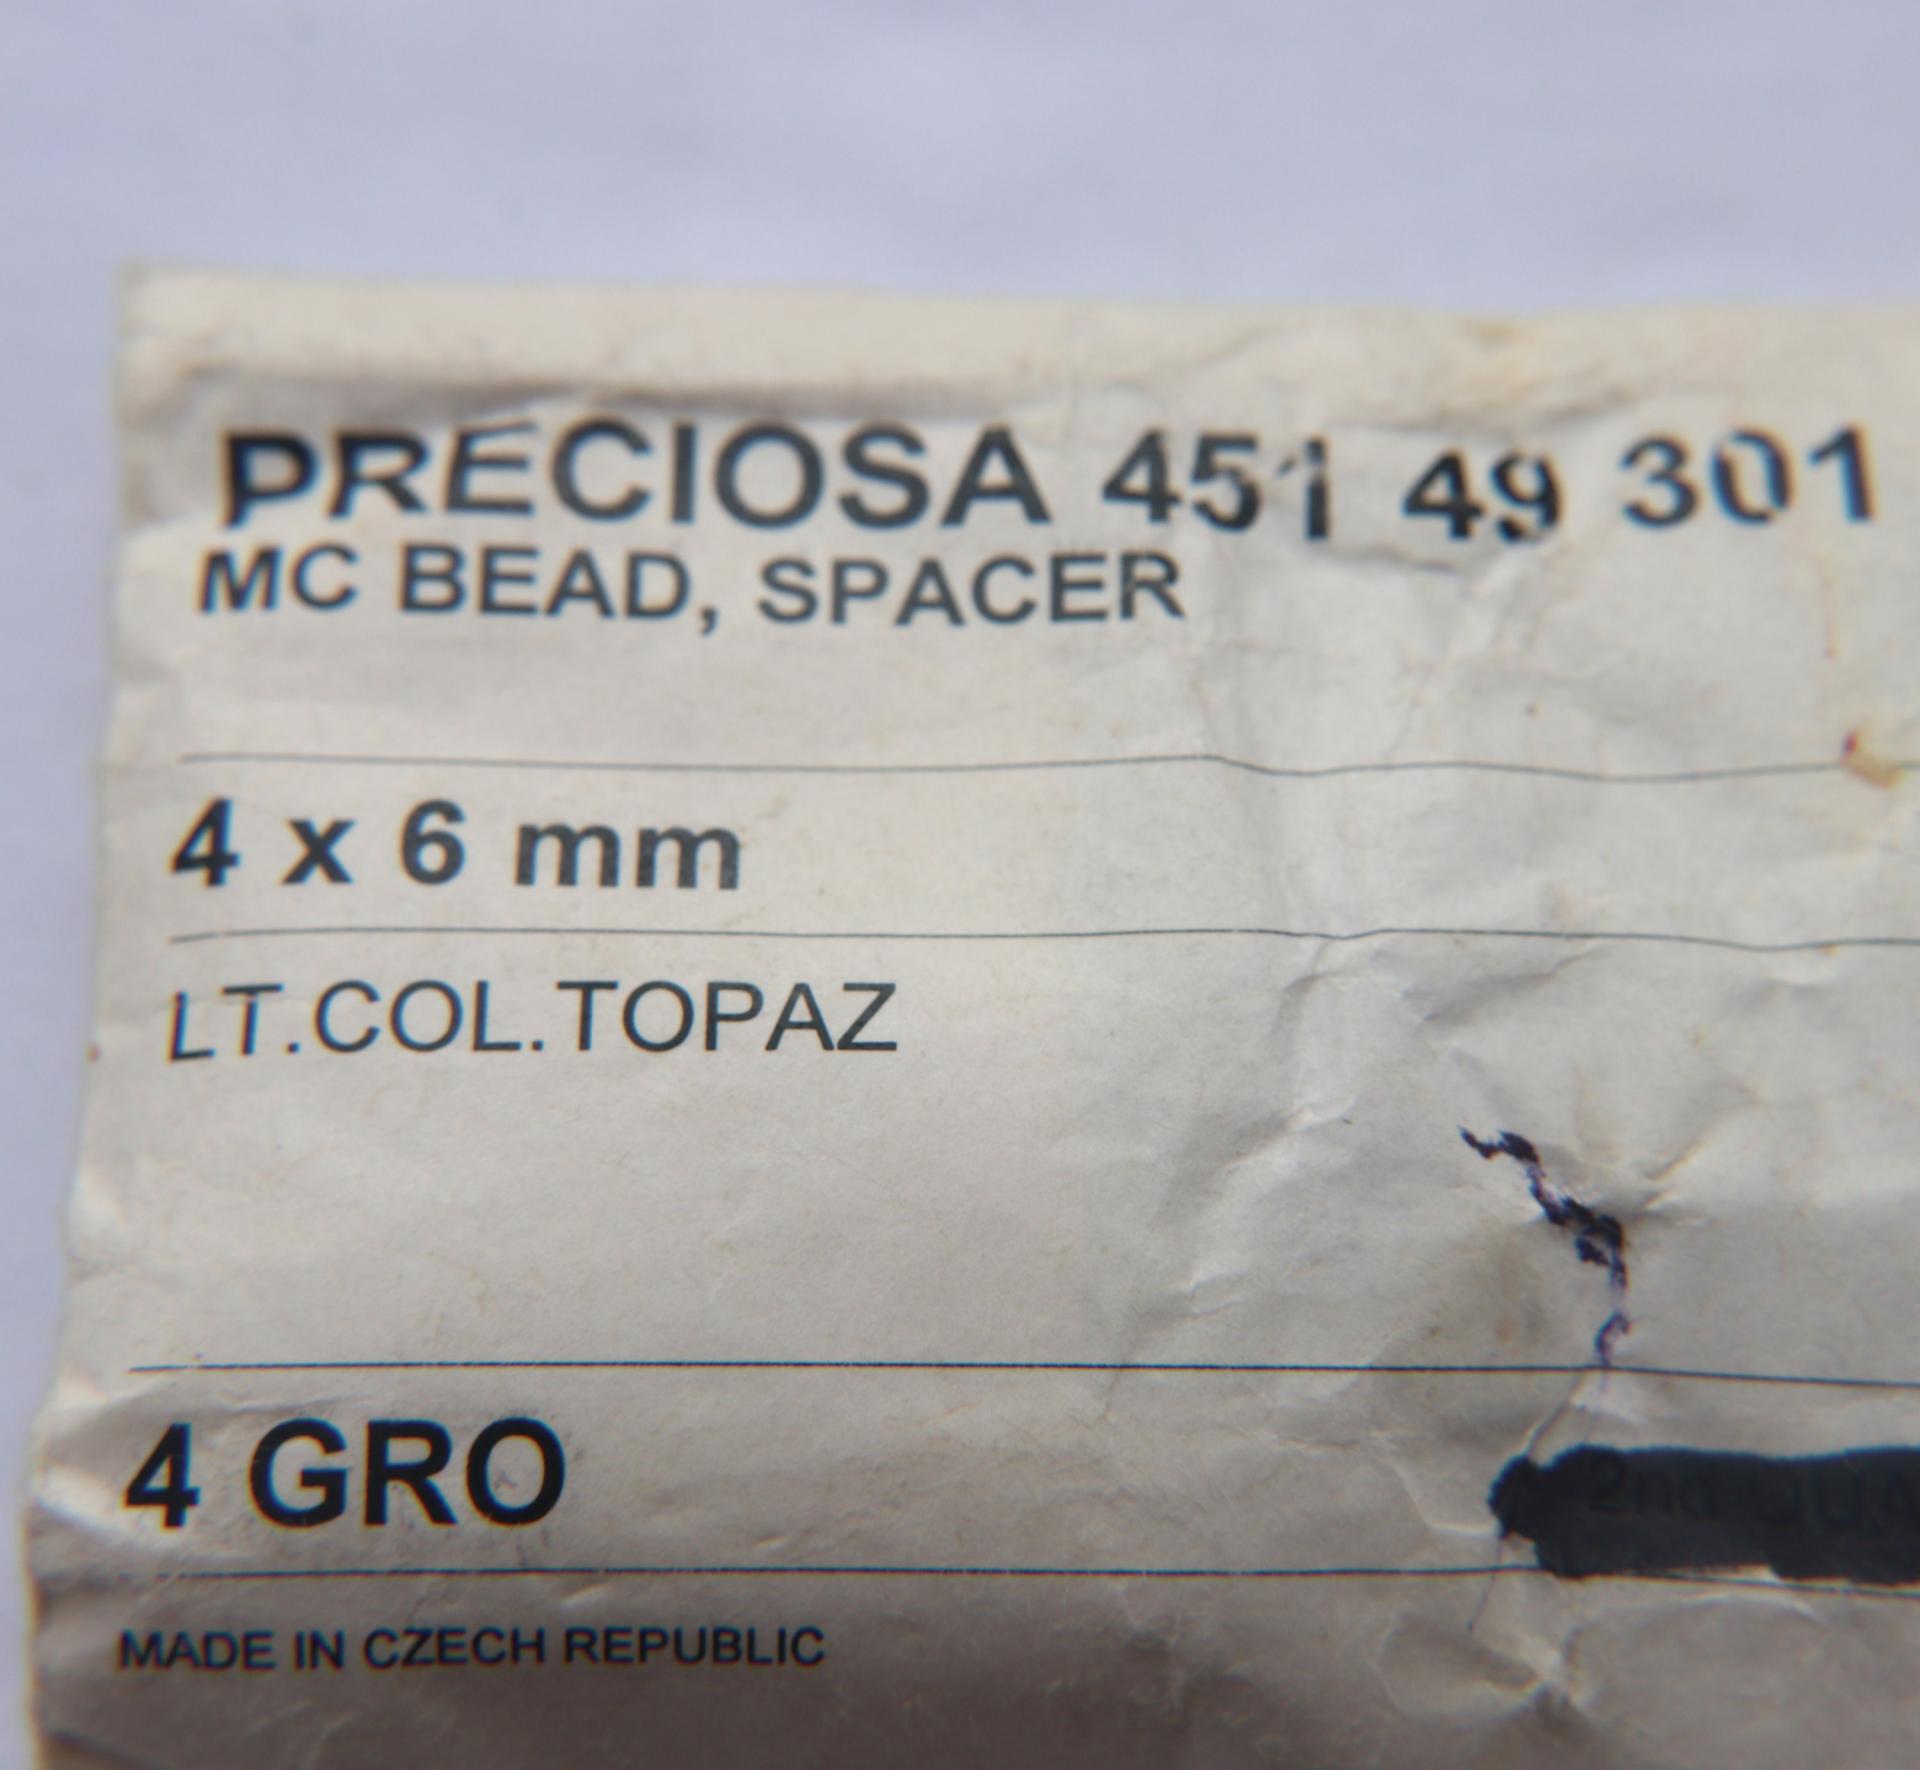 PRECIOSA 451 49 301
MC BEAD, SPACER
4 x 6 mm
LT.COL.TOPAZ
4 GRO
2nd
MADE IN CZECH REPUBLIC